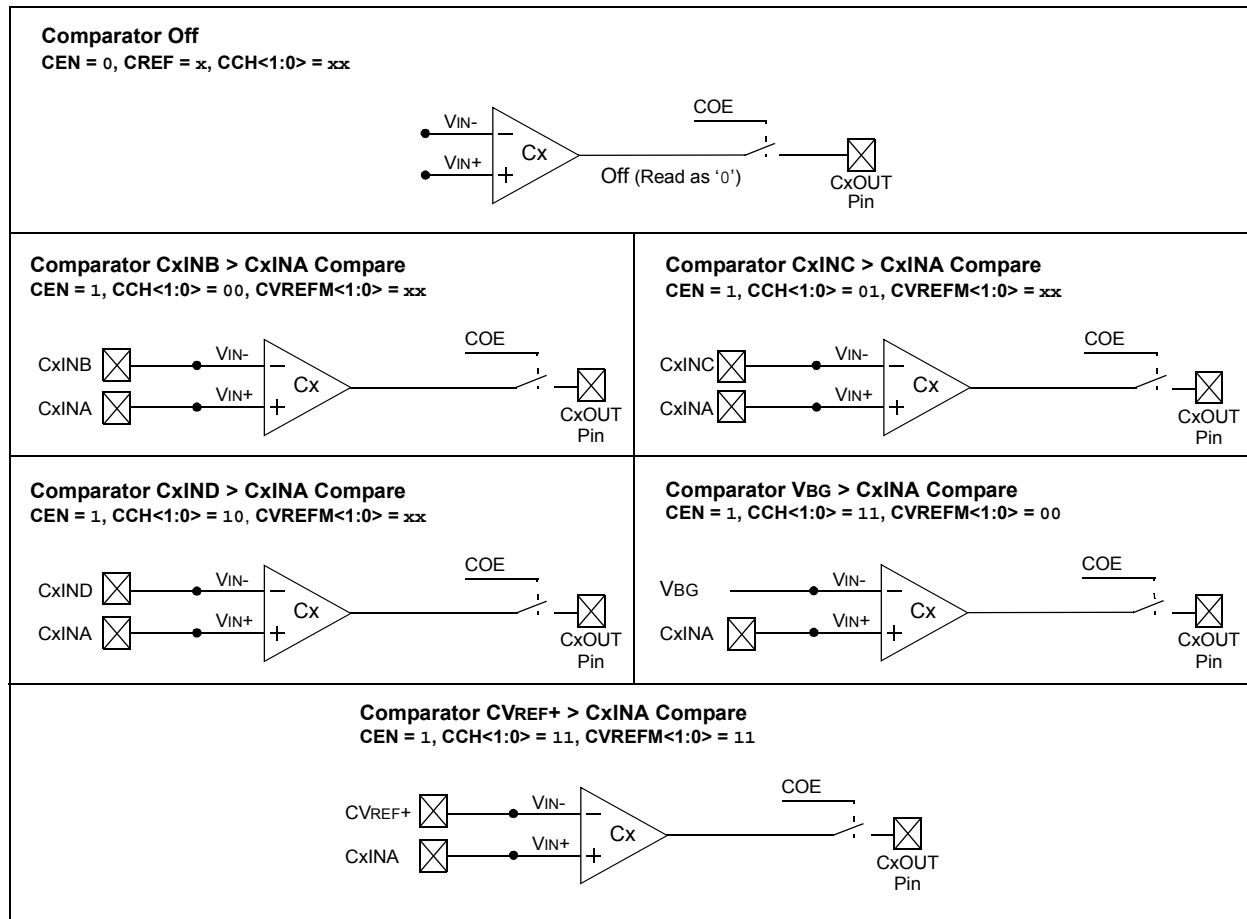 Comparator Off
CEN = 0, CREF = x, CCH<1:0> = xx
COE
VIN-
–
Cx
VIN+
+
Off (Read as ‘0’)
CxOUT
Pin
Comparator CxINB > CxINA Compare
CEN = 1, CCH<1:0> = 00, CVREFM<1:0> = xx
COE
CxINB
VIN-
–
Cx
CxINA
VIN+
+
CxOUT
Pin
Comparator CxINC > CxINA Compare
CEN = 1, CCH<1:0> = 01, CVREFM<1:0> = xx
COE
CxINC
VIN-
–
Cx
CxINA
VIN+
+
CxOUT
Pin
Comparator CxIND > CxINA Compare
CEN = 1, CCH<1:0> = 10, CVREFM<1:0> = xx
COE
CxIND
VIN-
–
Cx
CxINA
VIN+
+
CxOUT
Pin
Comparator VBG > CxINA Compare
CEN = 1, CCH<1:0> = 11, CVREFM<1:0> = 00
COE
VBG
VIN-
–
Cx
CxINA
VIN+
+
CxOUT
Pin
Comparator CVREF+ > CxINA Compare
CEN = 1, CCH<1:0> = 11, CVREFM<1:0> = 11
COE
CVREF+
VIN-
–
Cx
CxINA
VIN+
+
CxOUT
Pin